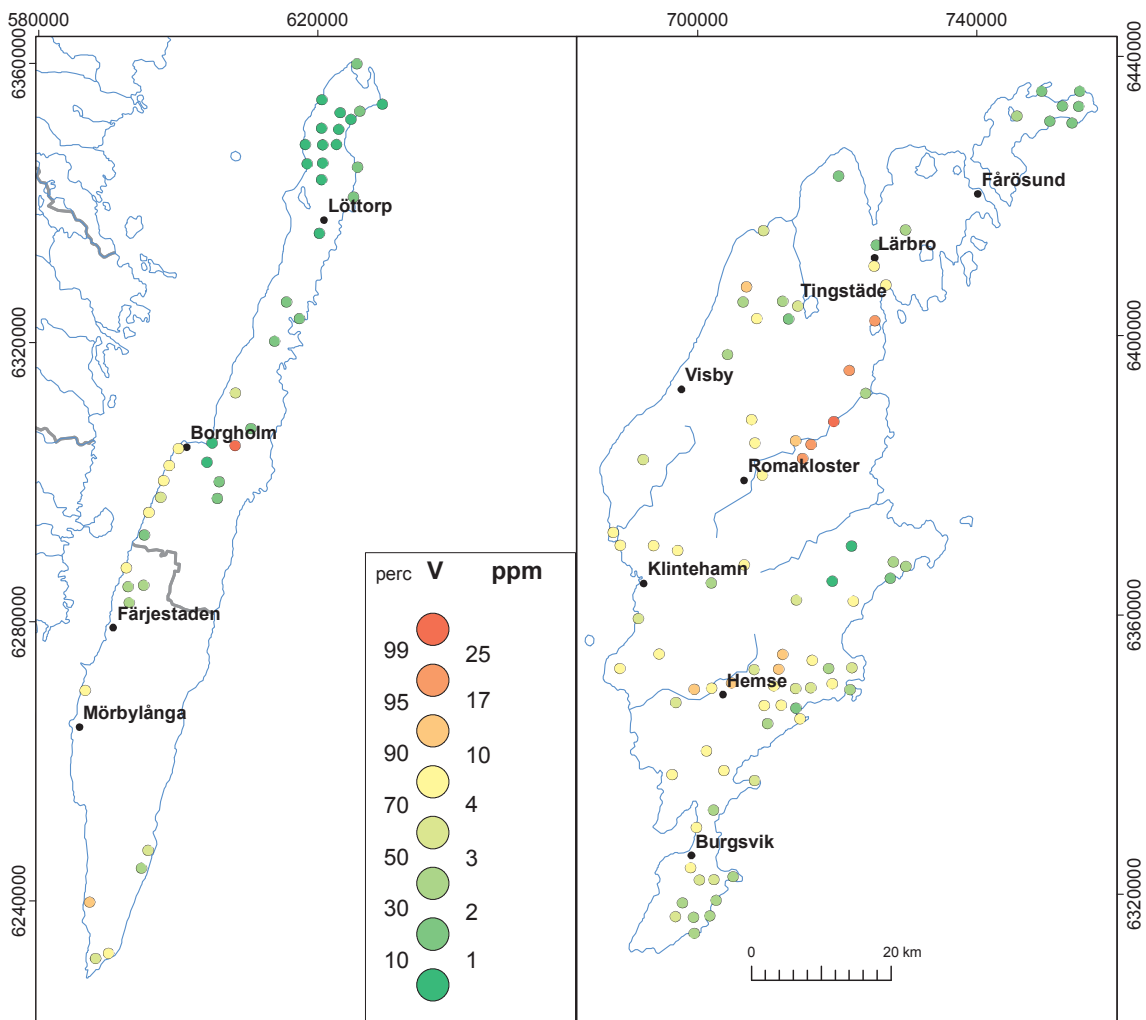 580000 620000 700000 740000
6360000
6320000
6280000
6240000
6440000
6400000
6360000
6320000
Löttorp
Borgholm
Färjestaden
Mörbylånga
Fårösund
Lärbro
Tingstäde
Visby
Romakloster
Klintehamn
Hemse
Burgsvik
perc V ppm
99 25
95 17
90 10
70 4
50 3
30 2
10 1
0 20 km